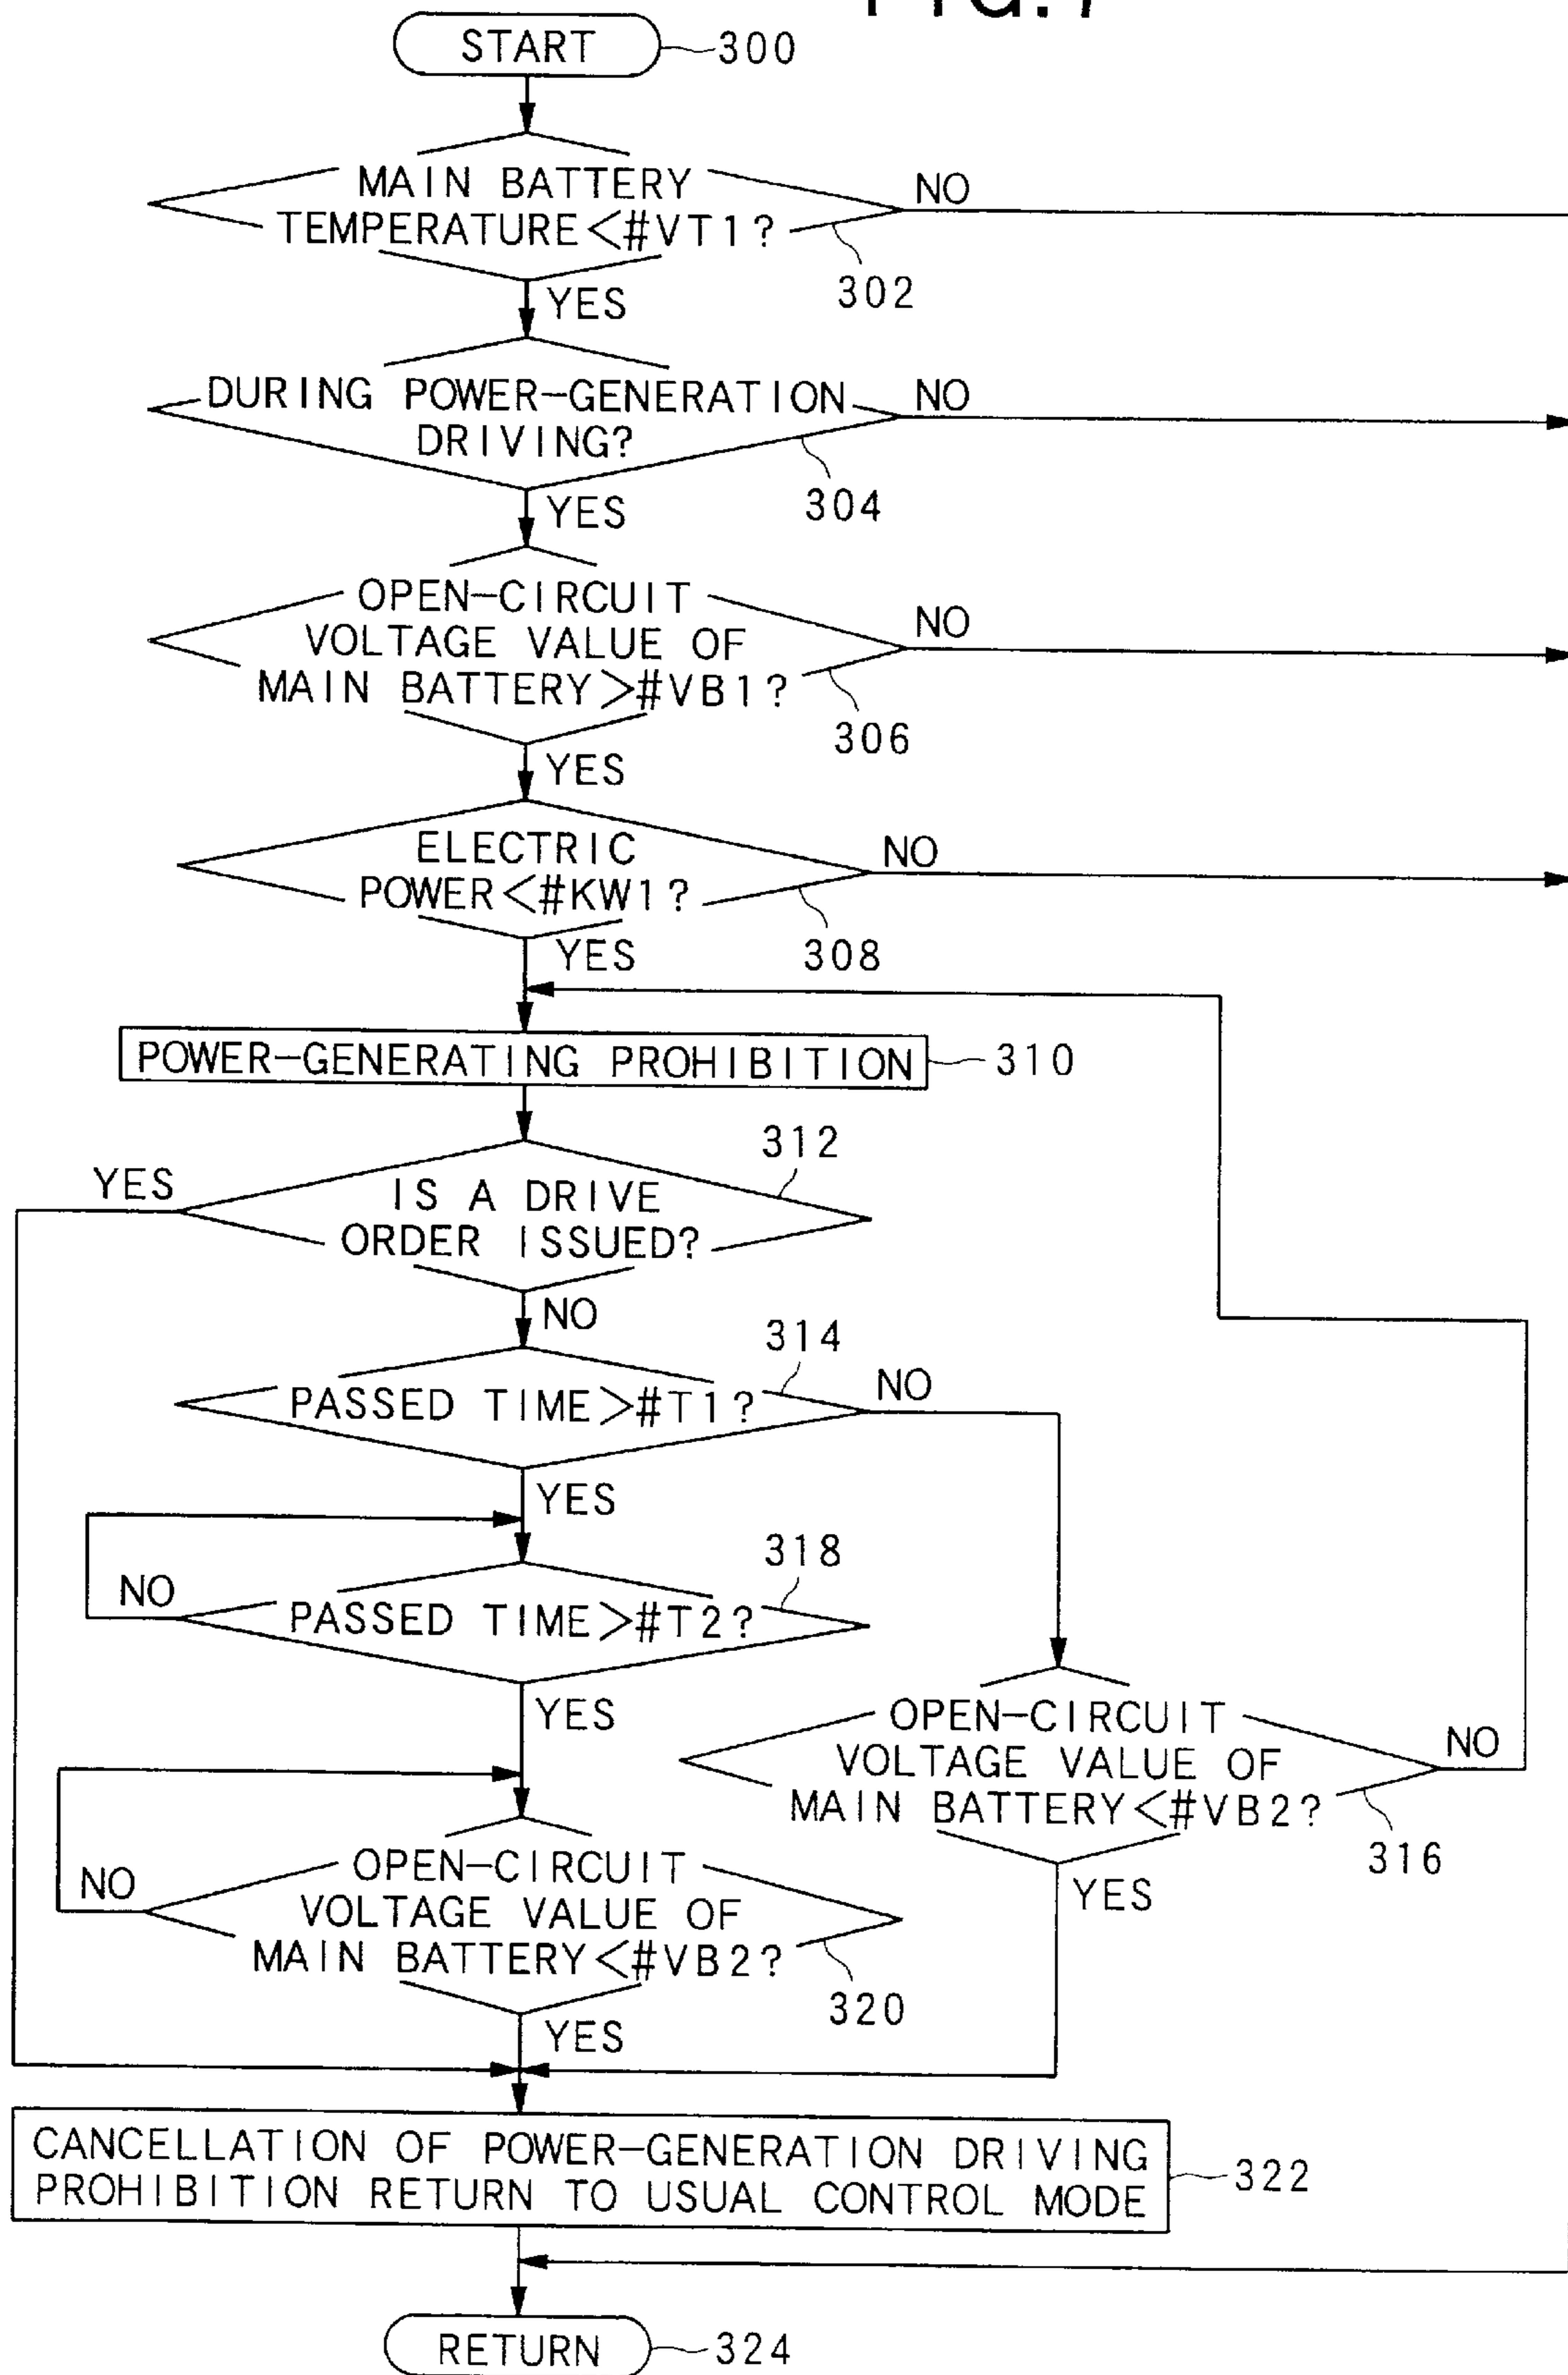 FIG. 7
START
300
MAIN BATTERY
TEMPERATURE<#VT1?
NO
302
YES
DURING POWER-GENERATION
DRIVING?
NO
304
YES
OPEN-CIRCUIT
VOLTAGE VALUE OF
MAIN BATTERY>#VB1?
NO
306
YES
ELECTRIC
POWER<#KW1?
NO
308
YES
POWER-GENERATING PROHIBITION
310
312
YES
IS A DRIVE
ORDER ISSUED?
NO
314
PASSED TIME>#T1?
NO
YES
318
NO
PASSED TIME>#T2?
YES
OPEN-CIRCUIT
VOLTAGE VALUE OF
MAIN BATTERY<#VB2?
NO
316
YES
OPEN-CIRCUIT
VOLTAGE VALUE OF
MAIN BATTERY<#VB2?
NO
320
YES
CANCELLATION OF POWER-GENERATION DRIVING
PROHIBITION RETURN TO USUAL CONTROL MODE
322
RETURN
324